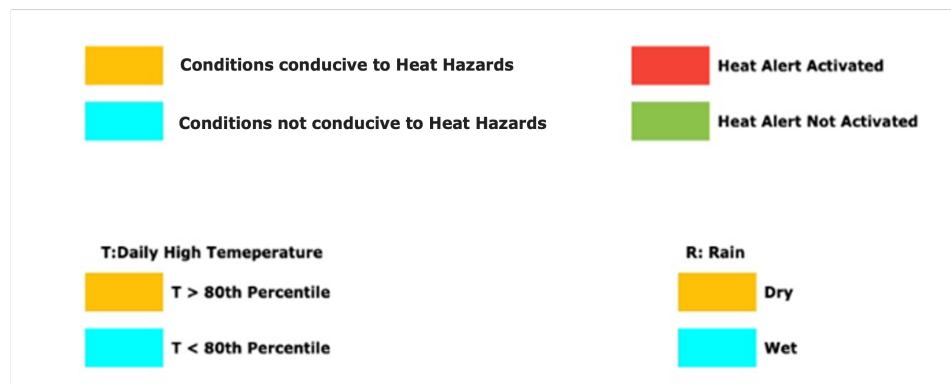 Conditions conducive to Heat Hazards
Heat Alert Activated
Conditions not conducive to Heat Hazards
Heat Alert Not Activated
T:Daily High Temeperature
R: Rain
T > 80th Percentile
Dry
T < 80th Percentile
Wet